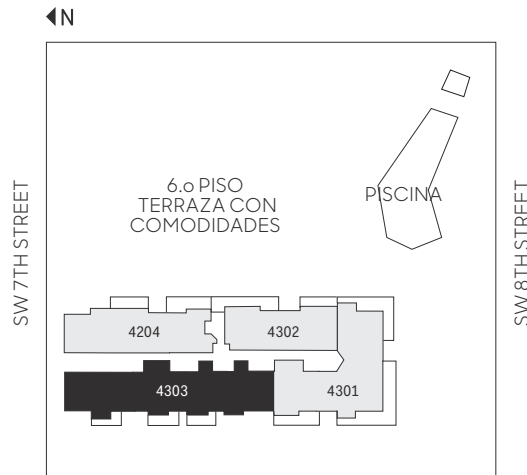 N
6.o PISO
TERRAZA CON
COMODIDADES
PISCINA
SW 7TH STREET
SW 8TH STREET
4204
4302
4303
4301